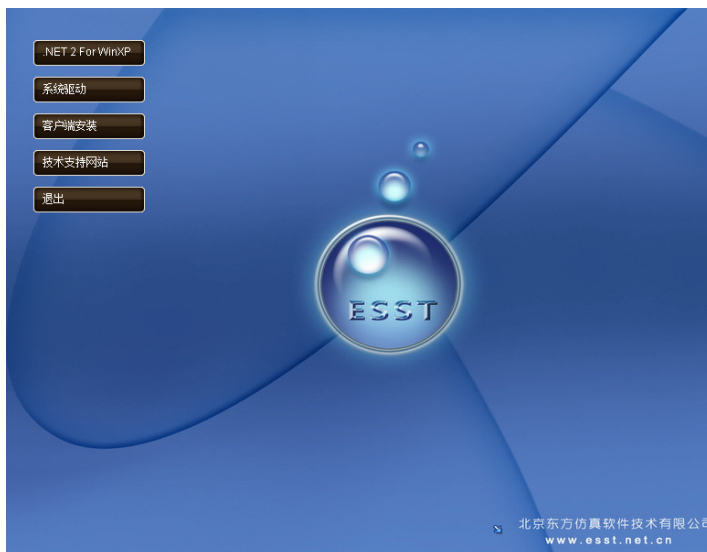 .NET 2 For WinXP
系统驱动
客户端安装
技术支持网站
退出
ESST
北京东方仿真软件技术有限公司
www.esst.net.cn